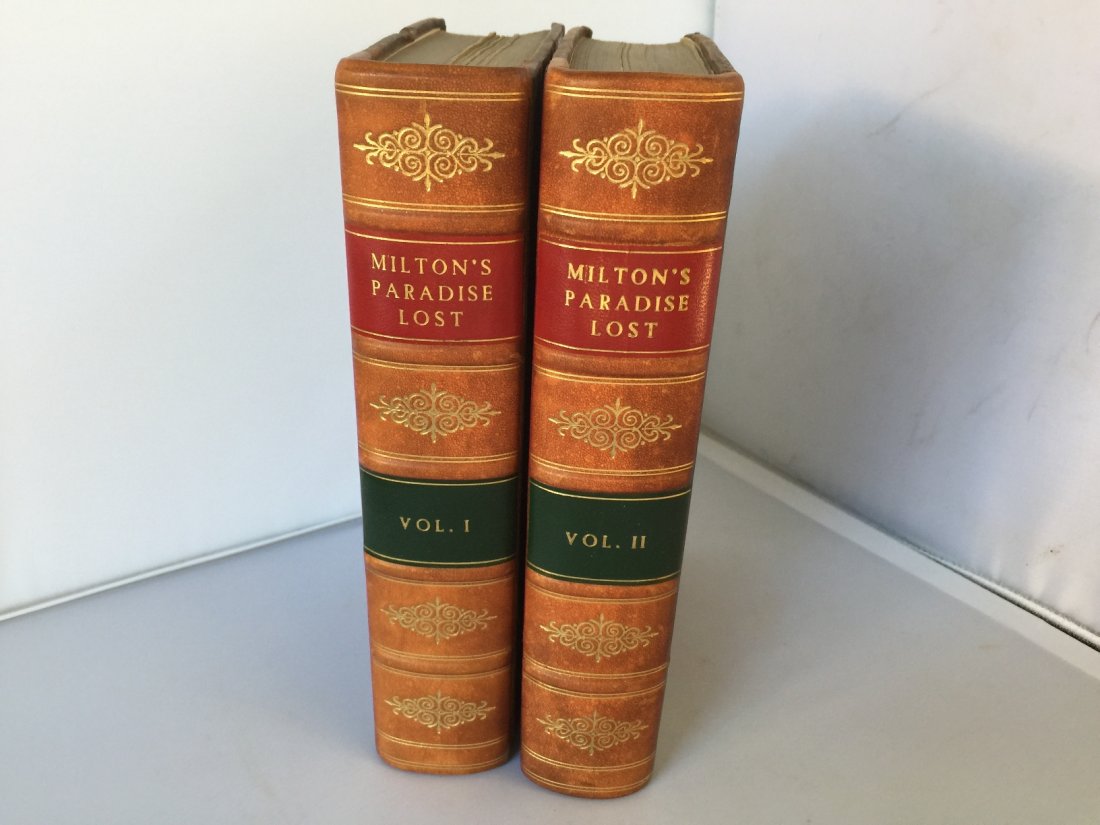 MILTON'S
PARADISE
LOST
VOL. I
MILTON'S
PARADISE
LOST
VOL. II